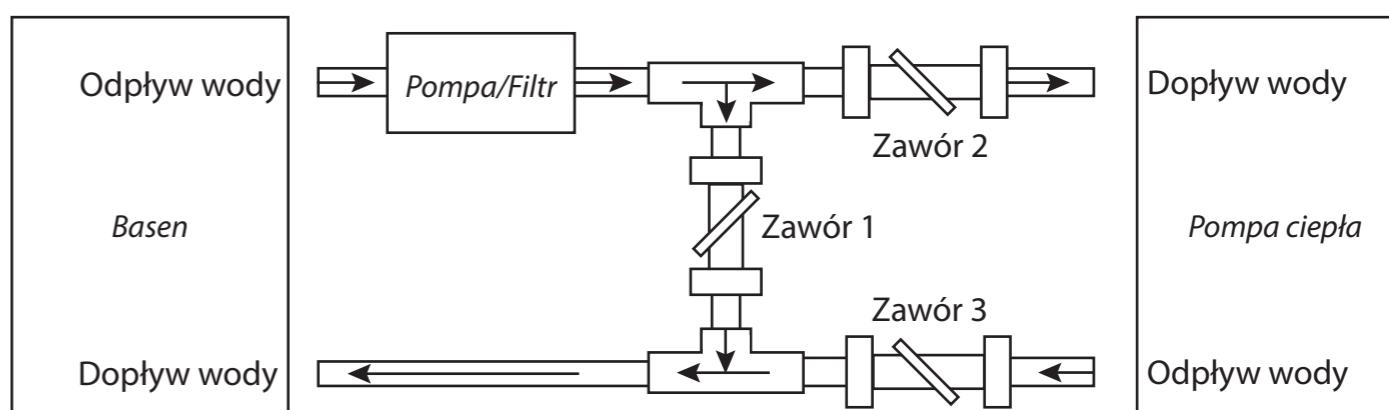 Odpływ wody
Pompa/Filtr
Dopływ wody
Zawór 2
Basen
Zawór 1
Pompa ciepła
Zawór 3
Dopływ wody
Odpływ wody